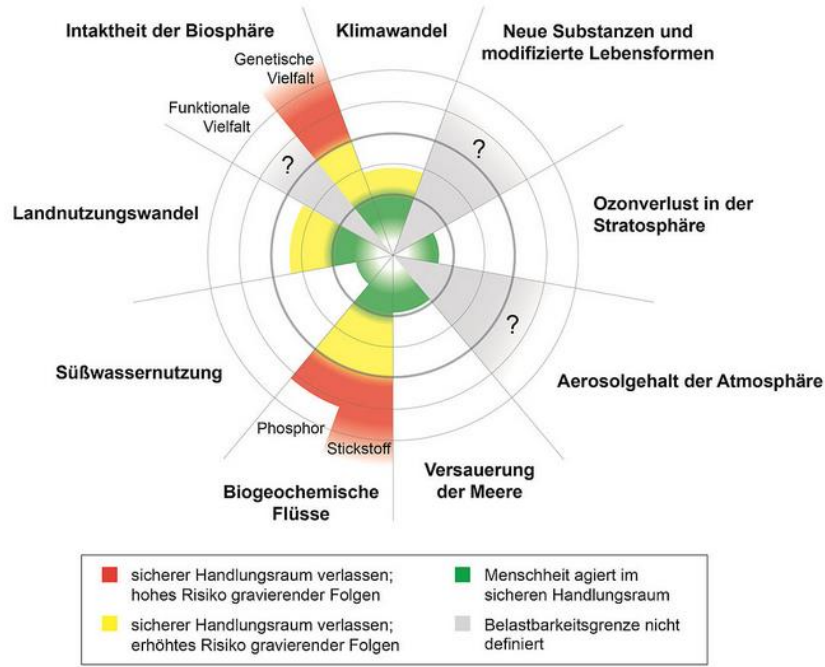 Intaktheit der Biosphäre
Klimawandel
Neue Substanzen und
modifizierte Lebensformen
Genetische
Vielfalt
Funktionale
Vielfalt
?
?
Landnutzungswandel
Ozonverlust in der
Stratosphäre
?
Süßwassernutzung
Aerosolgehalt der Atmosphäre
Phosphor
Stickstoff
Biogeochemische
Flüsse
Versauerung
der Meere
sicherer Handlungsraum verlassen;
hohes Risiko gravierender Folgen
sicherer Handlungsraum verlassen;
erhöhtes Risiko gravierender Folgen
Menschheit agiert im
sicheren Handlungsraum
Belastbarkeitsgrenze nicht
definiert